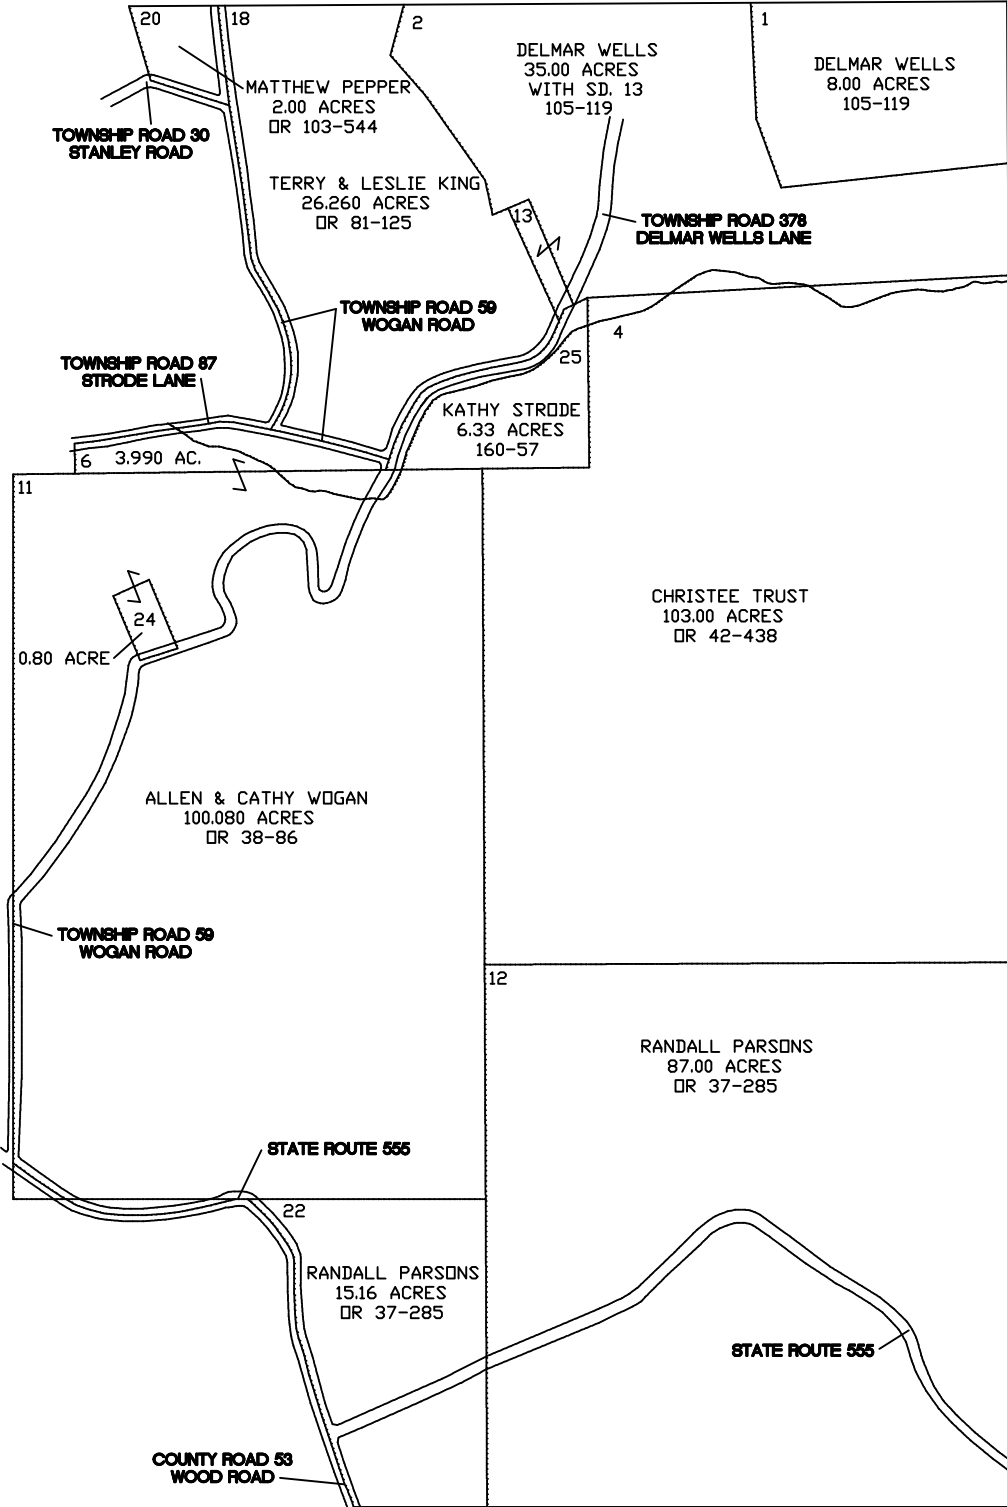 20
18
2
1
DELMAR WELLS
35.00 ACRES
WITH SD. 13
105-119
DELMAR WELLS
8.00 ACRES
105-119
MATTHEW PEPPER
2.00 ACRES
OR 103-544
TOWNSHIP ROAD 30
STANLEY ROAD
TERRY & LESLIE KING
26.260 ACRES
OR 81-125
13
TOWNSHIP ROAD 378
DELMAR WELLS LANE
TOWNSHIP ROAD 59
WOGAN ROAD
4
25
TOWNSHIP ROAD 87
STRODE LANE
KATHY STRODE
6.33 ACRES
160-57
6
3.990 AC.
11
24
0.80 ACRE
CHRISTEE TRUST
103.00 ACRES
OR 42-438
ALLEN & CATHY WOGAN
100.080 ACRES
OR 38-86
TOWNSHIP ROAD 59
WOGAN ROAD
12
RANDALL PARSONS
87.00 ACRES
OR 37-285
STATE ROUTE 555
22
RANDALL PARSONS
15.16 ACRES
OR 37-285
STATE ROUTE 555
COUNTY ROAD 53
WOOD ROAD